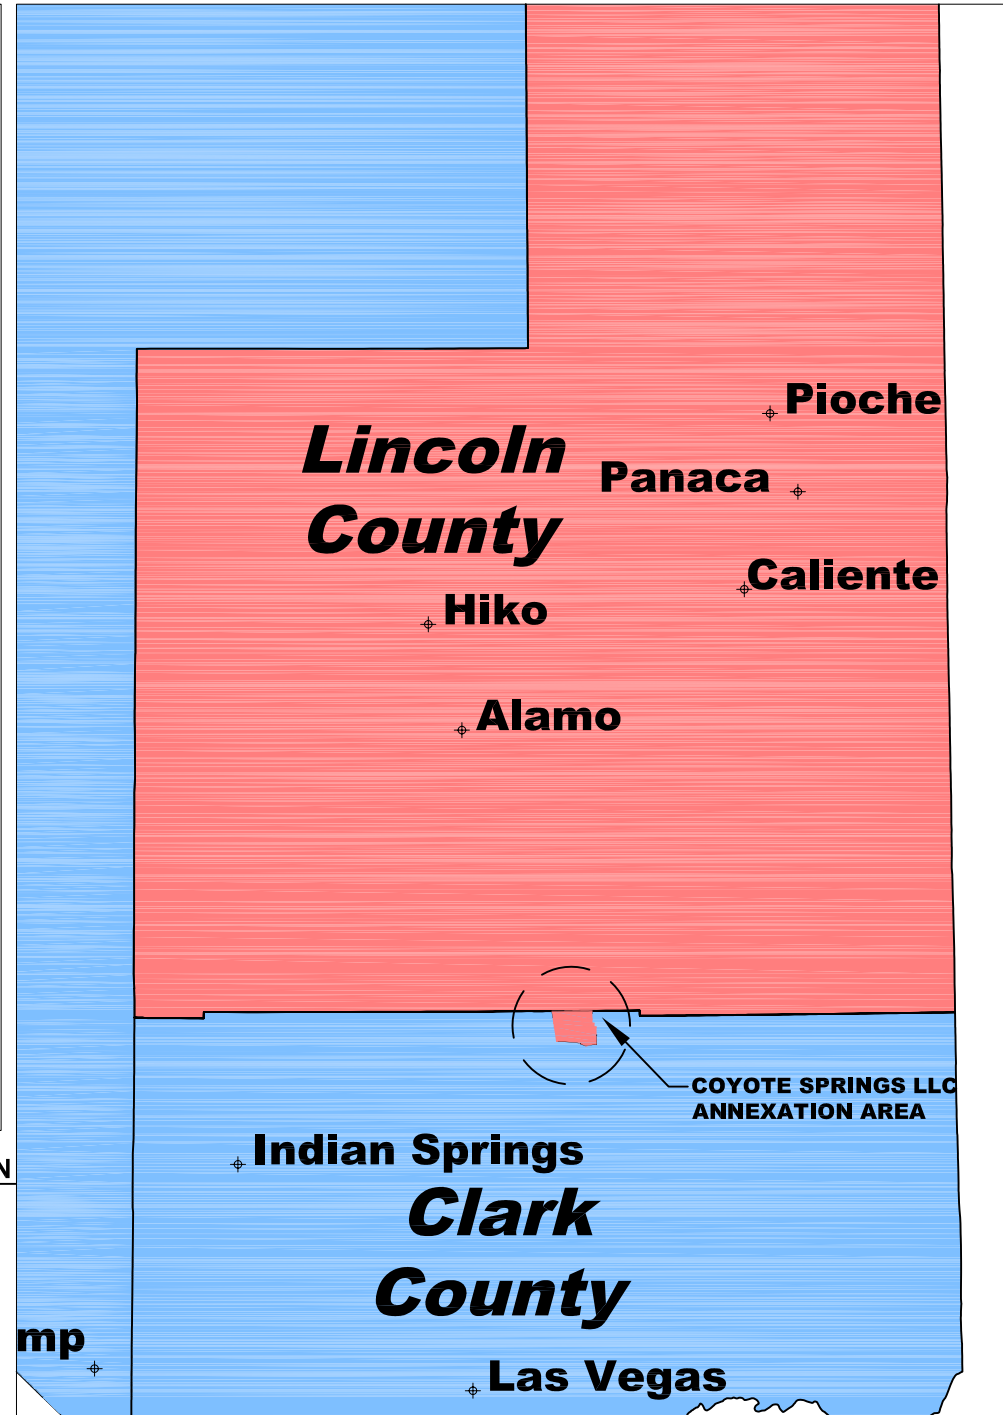 Pioche
Lincoln
County
Panaca
Caliente
Hiko
Alamo
COYOTE SPRINGS LLC
ANNEXATION AREA
Indian Springs
N
Clark
County
mp
Las Vegas